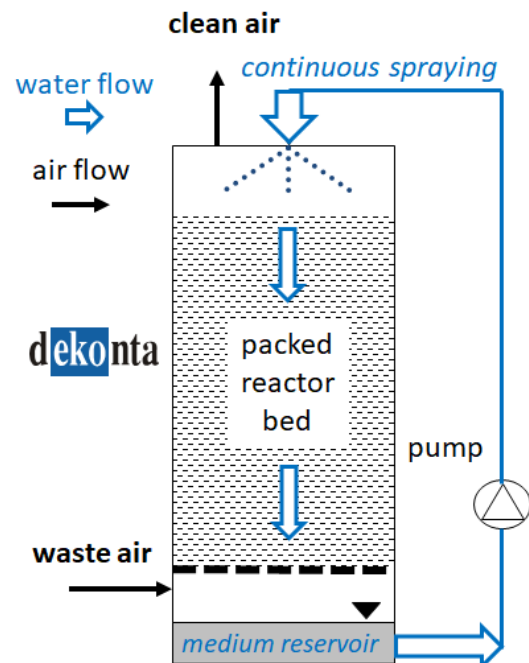 clean air
continuous spraying
water flow
air flow
dekonta
packed
reactor
bed
pump
waste air
medium reservoir